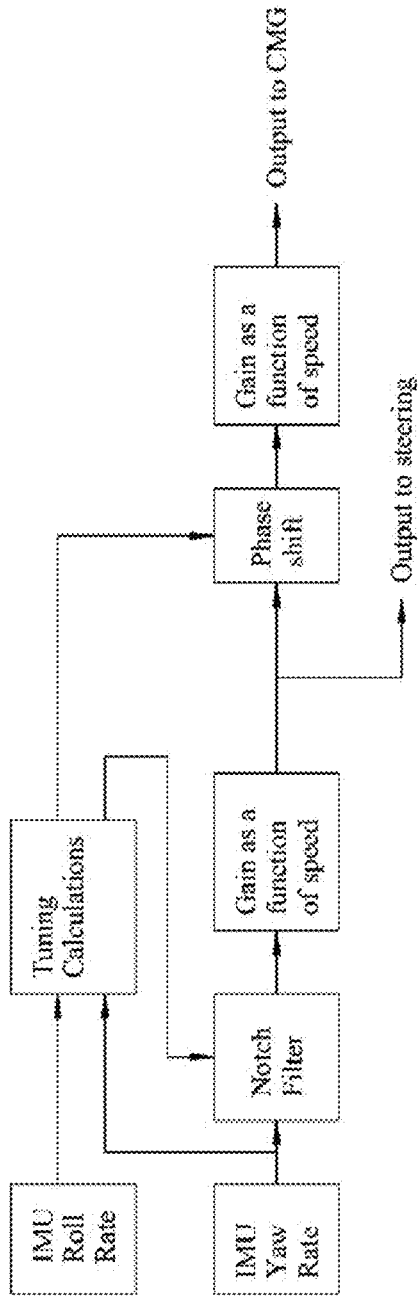 IMU
Roll
Rate
Tuning
Calculations
IMU
Yaw
Rate
Notch
Filter
Gain as a
function
of speed
Phase
shift
Gain as a
function
of speed
Output to CMG
Output to steering